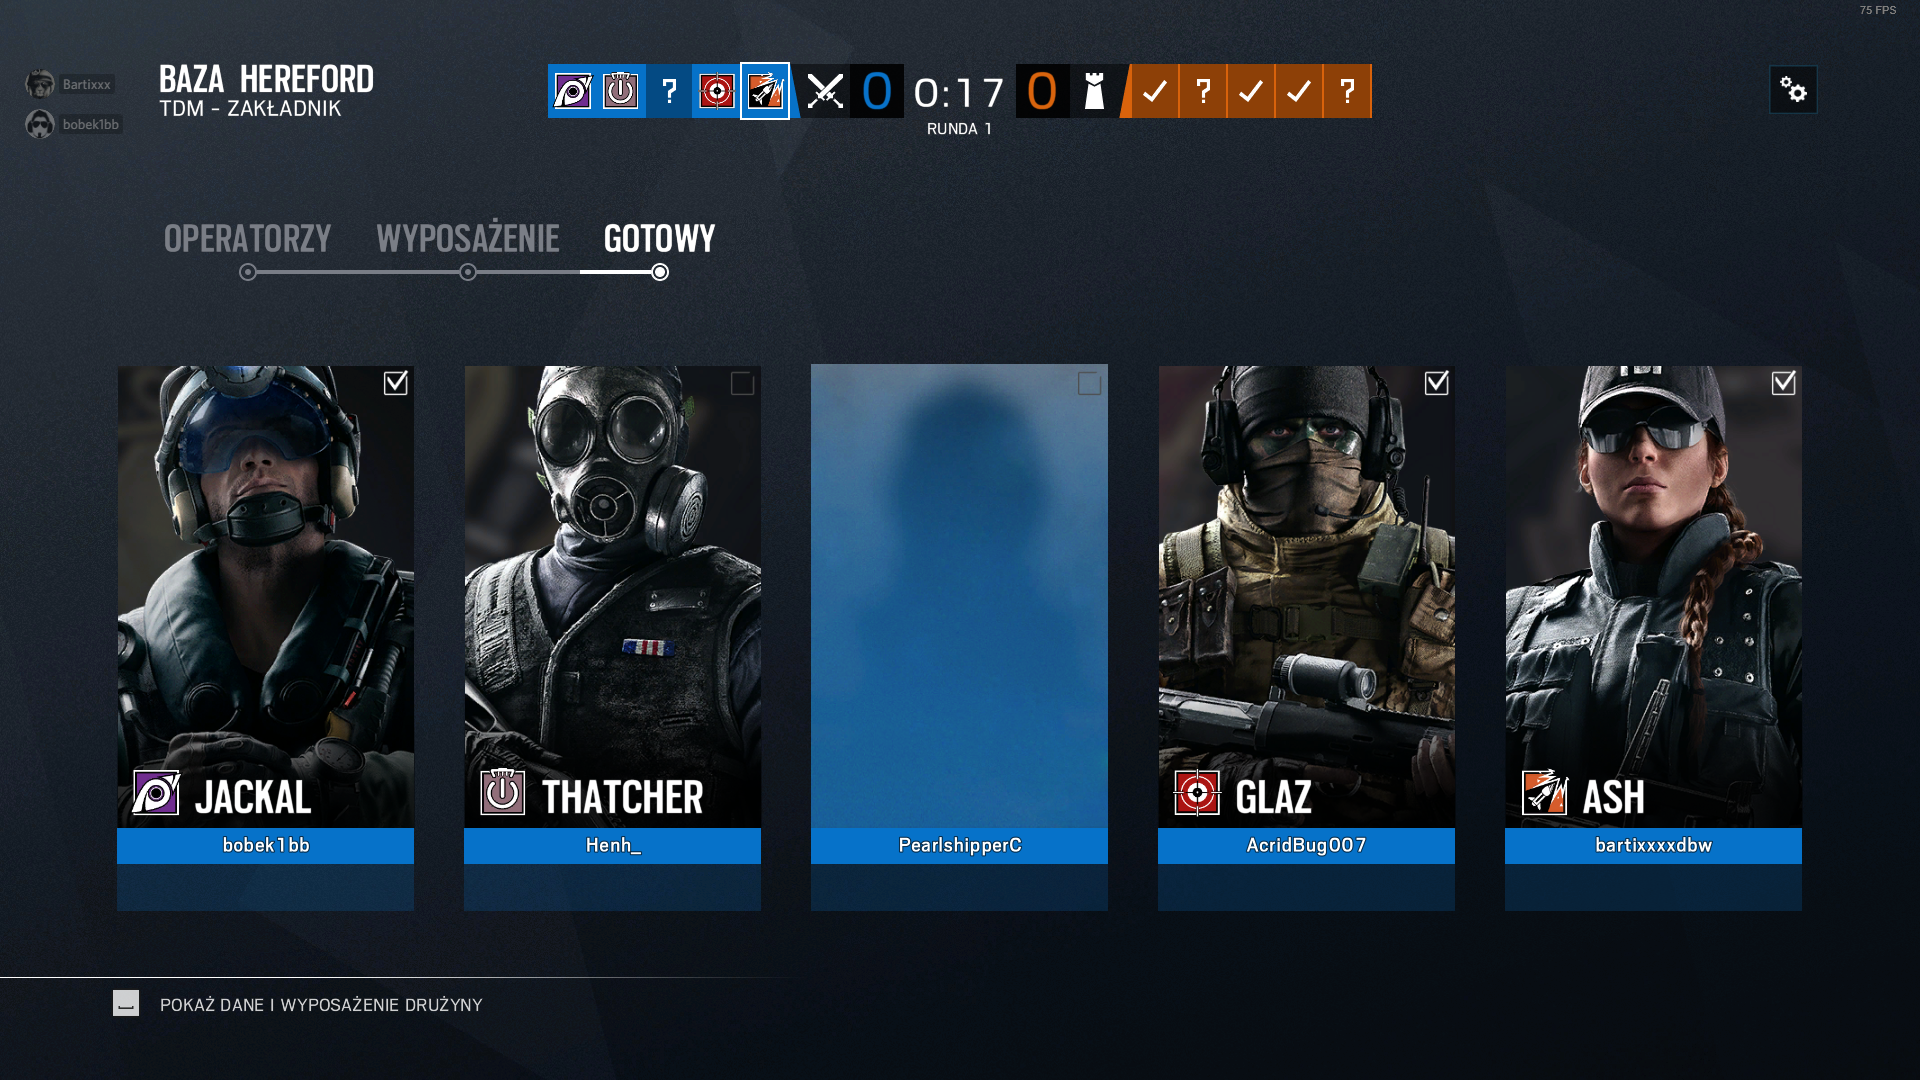 75 FPS
Bartixxx
bobek1bb
BAZA HEREFORD
TDM - ZAKŁADNIK
? 0 0:17 0 ? ?
RUNDA 1
OPERATORZY WYPOSAŻENIE GOTOWY
JACKAL THATCHER GLAZ ASH
bobek1bb Henh_ PearlshipperC AcridBug007 bartixxxxdbw
POKAŻ DANE I WYPOSAŻENIE DRUŻYNY